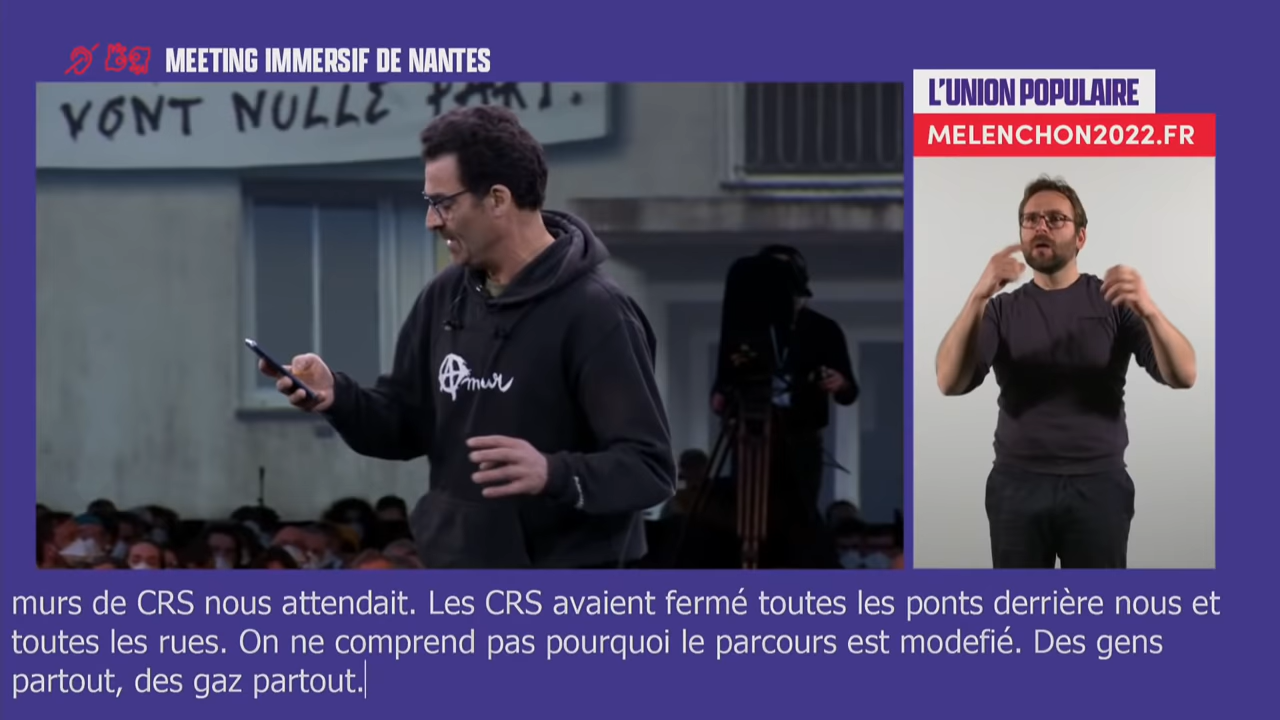 MEETING IMMERSIF DE NANTES
L'UNION POPULAIRE
MELENCHON2022.FR
VONT NULLE PART.
Amur
murs de CRS nous attendait. Les CRS avaient fermé toutes les ponts derrière nous et
toutes les rues. On ne comprend pas pourquoi le parcours est modefié. Des gens
partout, des gaz partout.